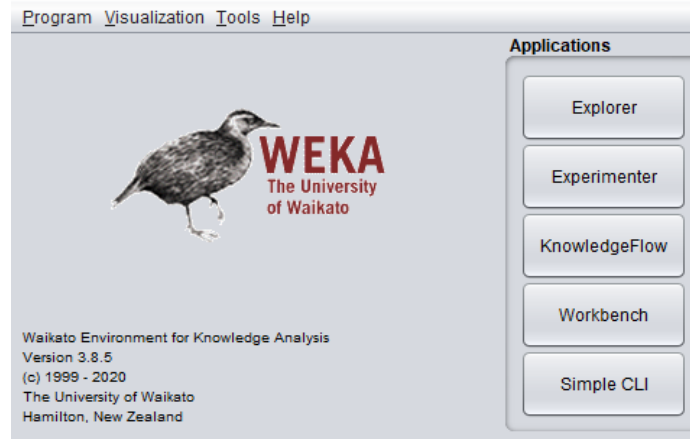 Program Visualization Tools Help
Applications
Explorer
Experimenter
KnowledgeFlow
Workbench
Simple CLI
WEKA
The University
of Waikato
Waikato Environment for Knowledge Analysis
Version 3.8.5
(c) 1999 - 2020
The University of Waikato
Hamilton, New Zealand